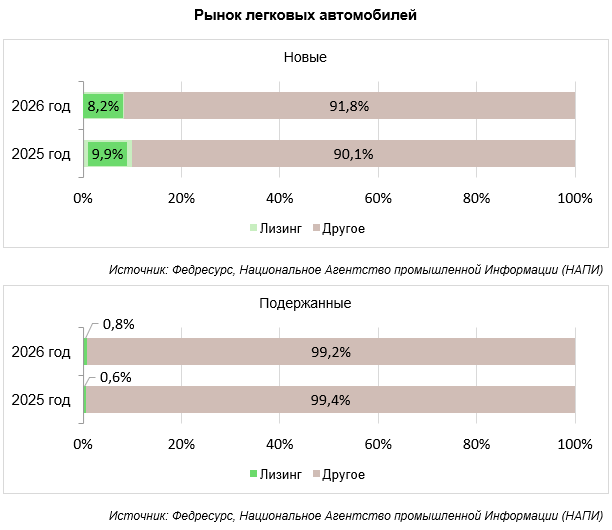 Рынок легковых автомобилей
Новые
2026 год 8,2% 91,8%
2025 год 9,9% 90,1%
0% 20% 40% 60% 80% 100%
Лизинг Другое
Источник: Федресурс, Национальное Агентство промышленной Информации (НАПИ)
Подержанные
0,8%
2026 год 99,2%
0,6%
2025 год 99,4%
0% 20% 40% 60% 80% 100%
Лизинг Другое
Источник: Федресурс, Национальное Агентство промышленной Информации (НАПИ)